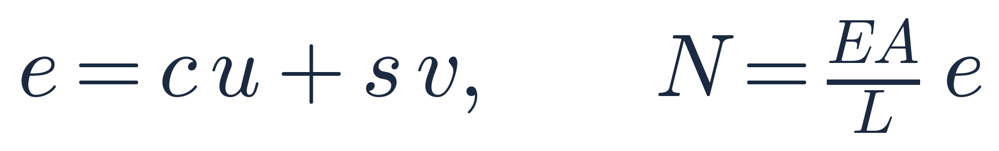 e = c u + s v, N = \frac{EA}{L} e